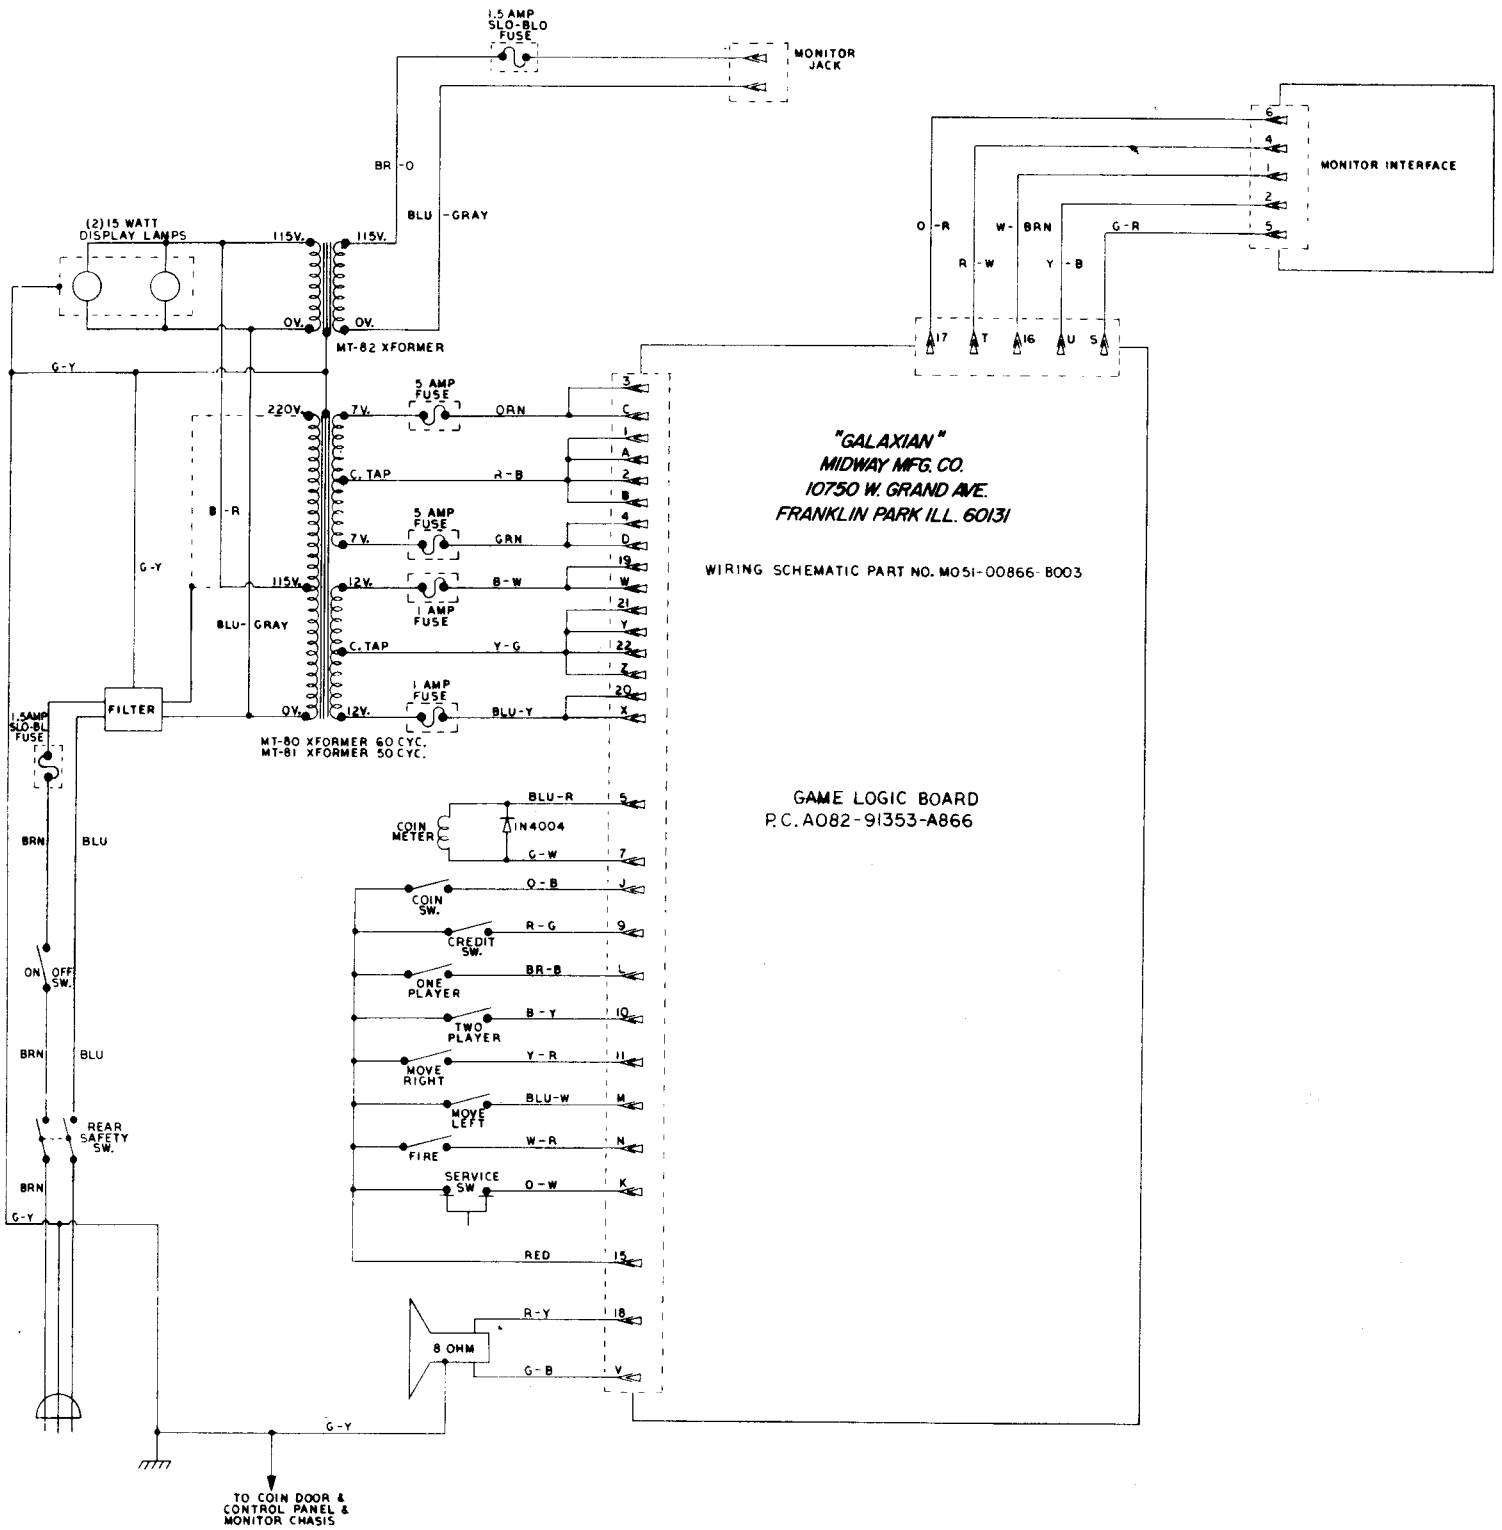 1.5 AMP
SLO-BLO
FUSE
MONITOR
JACK
BR-O
BLU-GRAY
(2) 15 WATT
DISPLAY LAMPS
115V.
115V.
0V.
0V.
MT-82 XFORMER
G-Y
6
4
1
2
5
MONITOR INTERFACE
O-R
W-BRN
G-R
R-W
Y-B
17
T
16
U
S
220V.
7V.
5 AMP
FUSE
ORN
3
C
1
A
C. TAP
R-B
2
B
B-R
5 AMP
FUSE
4
7V.
GRN
D
G-Y
19
115V.
12V.
B-W
W
1 AMP
FUSE
21
BLU-GRAY
Y
C. TAP
Y-G
22
Z
1 AMP
FUSE
20
0V.
12V.
BLU-Y
X
FILTER
1.5AMP
SLO-BL
FUSE
MT-80 XFORMER 60 CYC.
MT-81 XFORMER 50 CYC.
"GALAXIAN"
MIDWAY MFG. CO.
10750 W. GRAND AVE.
FRANKLIN PARK ILL. 60131
WIRING SCHEMATIC PART NO. M051-00866-B003
GAME LOGIC BOARD
P.C. A082-91353-A866
BRN
BLU
COIN
METER
1N4004
BLU-R
5
G-W
7
COIN
SW.
O-B
J
CREDIT
SW.
R-G
9
ONE
PLAYER
BR-B
L
TWO
PLAYER
B-Y
10
MOVE
RIGHT
Y-R
11
MOVE
LEFT
BLU-W
M
FIRE
W-R
N
SERVICE
SW
O-W
K
RED
15
ON OFF
SW.
BRN
BLU
REAR
SAFETY
SW.
BRN
G-Y
R-Y
18
8 OHM
G-B
V
G-Y
TO COIN DOOR &
CONTROL PANEL &
MONITOR CHASIS